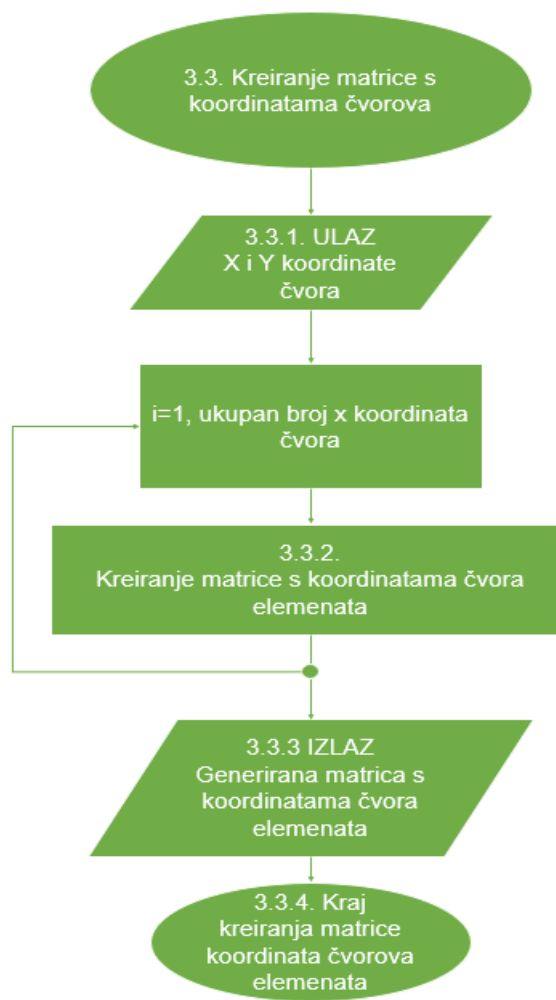 3.3. Kreiranje matrice s
koordinatama čvorova
3.3.1. ULAZ
X i Y koordinate
čvora
i=1, ukupan broj x koordinata
čvora
3.3.2.
Kreiranje matrice s koordinatama čvora
elemenata
3.3.3 IZLAZ
Generirana matrica s
koordinatama čvora
elemenata
3.3.4. Kraj
kreiranja matrice
koordinata čvorova
elemenata